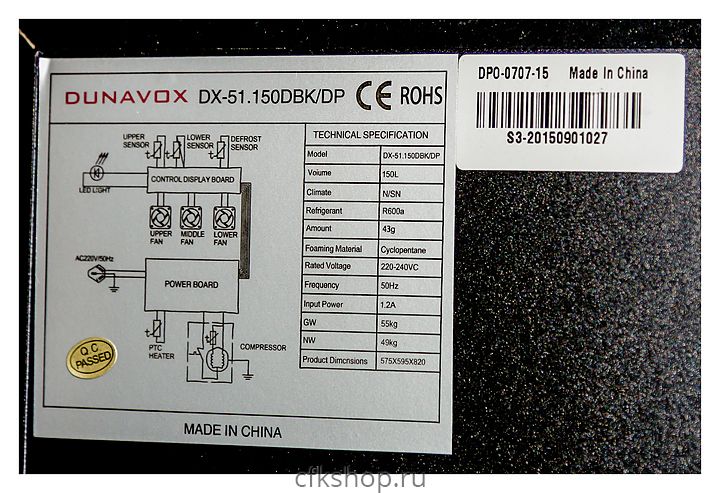 DUNAVOX DX-51.150DBK/DP CE ROHS
UPPER SENSOR
LOWER SENSOR
DEFROST SENSOR
LED LIGHT
CONTROL DISPLAY BOARD
UPPER FAN
MIDDLE FAN
LOWER FAN
AC220V/50Hz
POWER BOARD
PTC HEATER
COMPRESSOR
Q.C. PASSED
TECHNICAL SPECIFICATION
Model DX-51.150DBK/DP
Voiume 150L
Climate N/SN
Refrigerant R600a
Amount 43g
Foaming Material Cyclopentane
Rated Voltage 220-240VC
Frequency 50Hz
Input Power 1.2A
GW 55kg
NW 49kg
Product Dimcnsions 575X595X820
MADE IN CHINA
DPO-0707-15 Made In China
S3-20150901027
cfkshop.ru